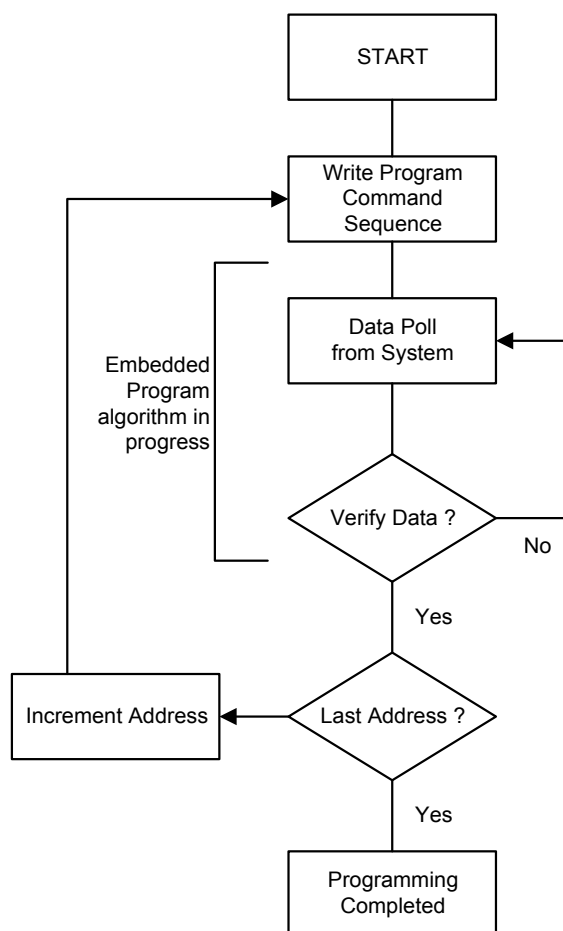 START
Write Program
Command
Sequence
Data Poll
from System
Embedded
Program
algorithm in
progress
Verify Data ?
No
Yes
Increment Address
Last Address ?
Yes
Programming
Completed